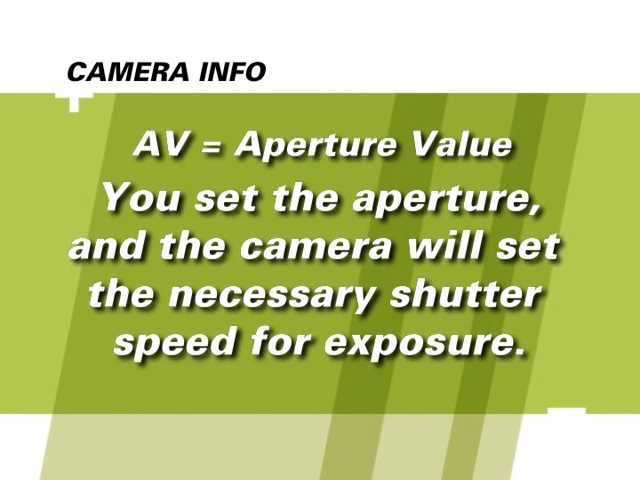 CAMERA INFO
AV = Aperture Value
You set the aperture,
and the camera will set
the necessary shutter
speed for exposure.